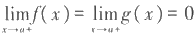 lim f(x) = lim g(x) = 0
x→a+ x→a+